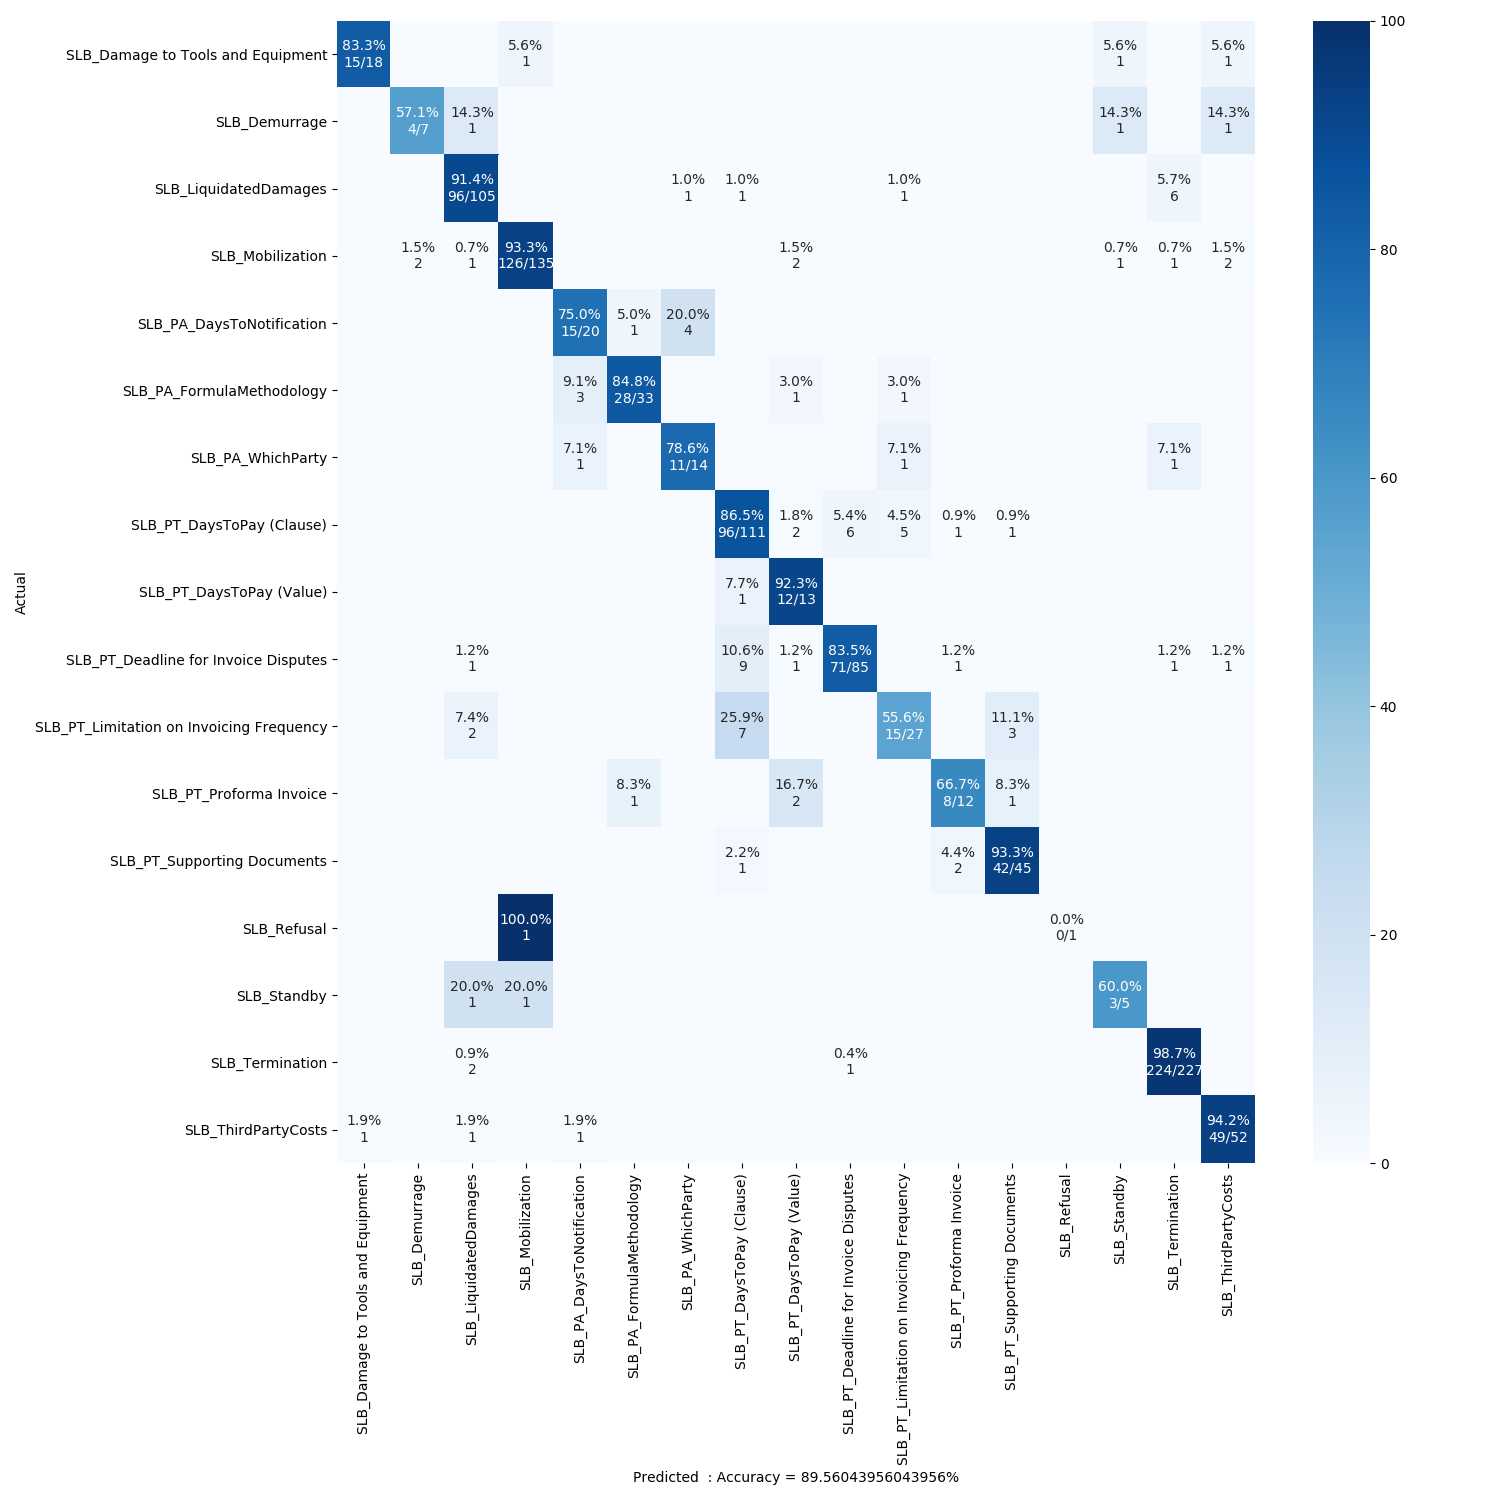 SLB_Damage to Tools and Equipment 83.3% 5.6% 5.6% 5.6%
15/18 1 1 1
SLB_Demurrage 57.1% 14.3% 14.3% 14.3%
4/7 1 1 1
SLB_LiquidatedDamages 91.4% 1.0% 1.0% 1.0% 5.7%
96/105 1 1 1 6
SLB_Mobilization 1.5% 0.7% 93.3% 1.5% 0.7% 0.7% 1.5%
2 1 126/135 2 1 1 2
SLB_PA_DaysToNotification 75.0% 5.0% 20.0%
15/20 1 4
SLB_PA_FormulaMethodology 9.1% 84.8% 3.0% 3.0%
3 28/33 1 1
SLB_PA_WhichParty 7.1% 78.6% 7.1% 7.1%
1 11/14 1 1
SLB_PT_DaysToPay (Clause) 86.5% 1.8% 5.4% 4.5% 0.9% 0.9%
96/111 2 6 5 1 1
SLB_PT_DaysToPay (Value) 7.7% 92.3%
1 12/13
SLB_PT_Deadline for Invoice Disputes 1.2% 10.6% 1.2% 83.5% 1.2% 1.2% 1.2%
1 9 1 71/85 1 1 1
SLB_PT_Limitation on Invoicing Frequency 7.4% 25.9% 55.6% 11.1%
2 7 15/27 3
SLB_PT_Proforma Invoice 8.3% 16.7% 66.7% 8.3%
1 2 8/12 1
SLB_PT_Supporting Documents 2.2% 4.4% 93.3%
1 2 42/45
SLB_Refusal 100.0% 0.0%
1 0/1
SLB_Standby 20.0% 20.0% 60.0%
1 1 3/5
SLB_Termination 0.9% 0.4% 98.7%
2 1 224/227
SLB_ThirdPartyCosts 1.9% 1.9% 1.9% 94.2%
1 1 1 49/52
Actual
100
80
60
40
20
0
SLB_Damage to Tools and Equipment
SLB_Demurrage
SLB_LiquidatedDamages
SLB_Mobilization
SLB_PA_DaysToNotification
SLB_PA_FormulaMethodology
SLB_PA_WhichParty
SLB_PT_DaysToPay (Clause)
SLB_PT_DaysToPay (Value)
SLB_PT_Deadline for Invoice Disputes
SLB_PT_Limitation on Invoicing Frequency
SLB_PT_Proforma Invoice
SLB_PT_Supporting Documents
SLB_Refusal
SLB_Standby
SLB_Termination
SLB_ThirdPartyCosts
Predicted : Accuracy = 89.56043956043956%